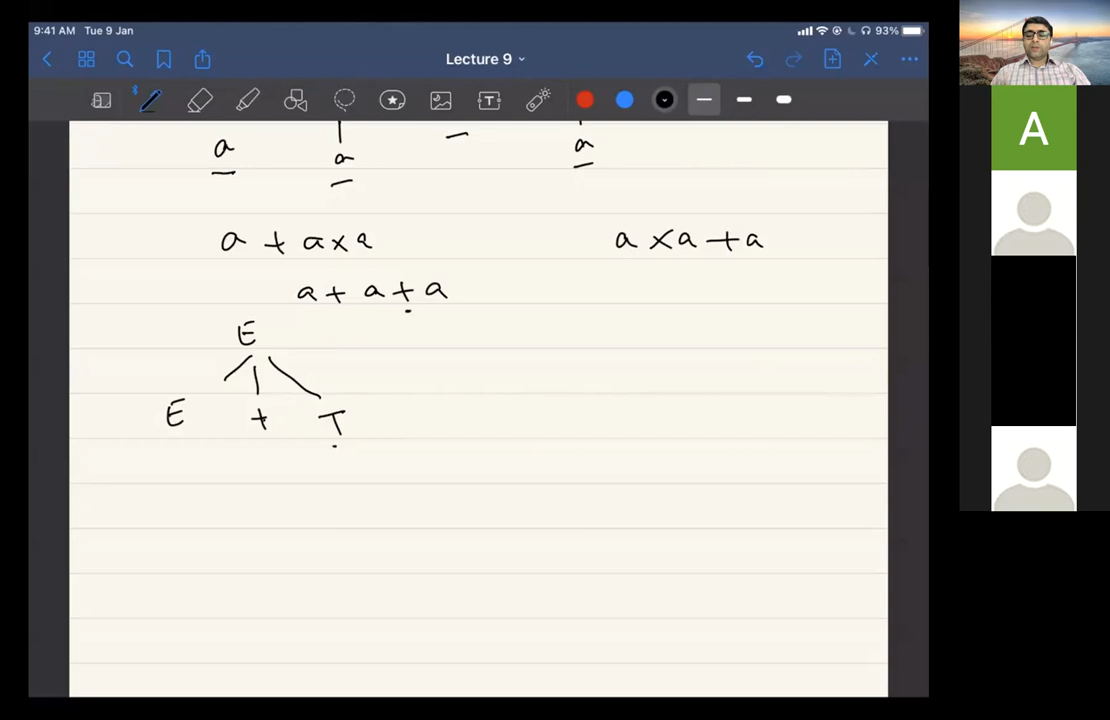 9:41 AM Tue 9 Jan 93%
Lecture 9
T
a a a
a + a × a a × a + a
a + a + a
E
E + T
A